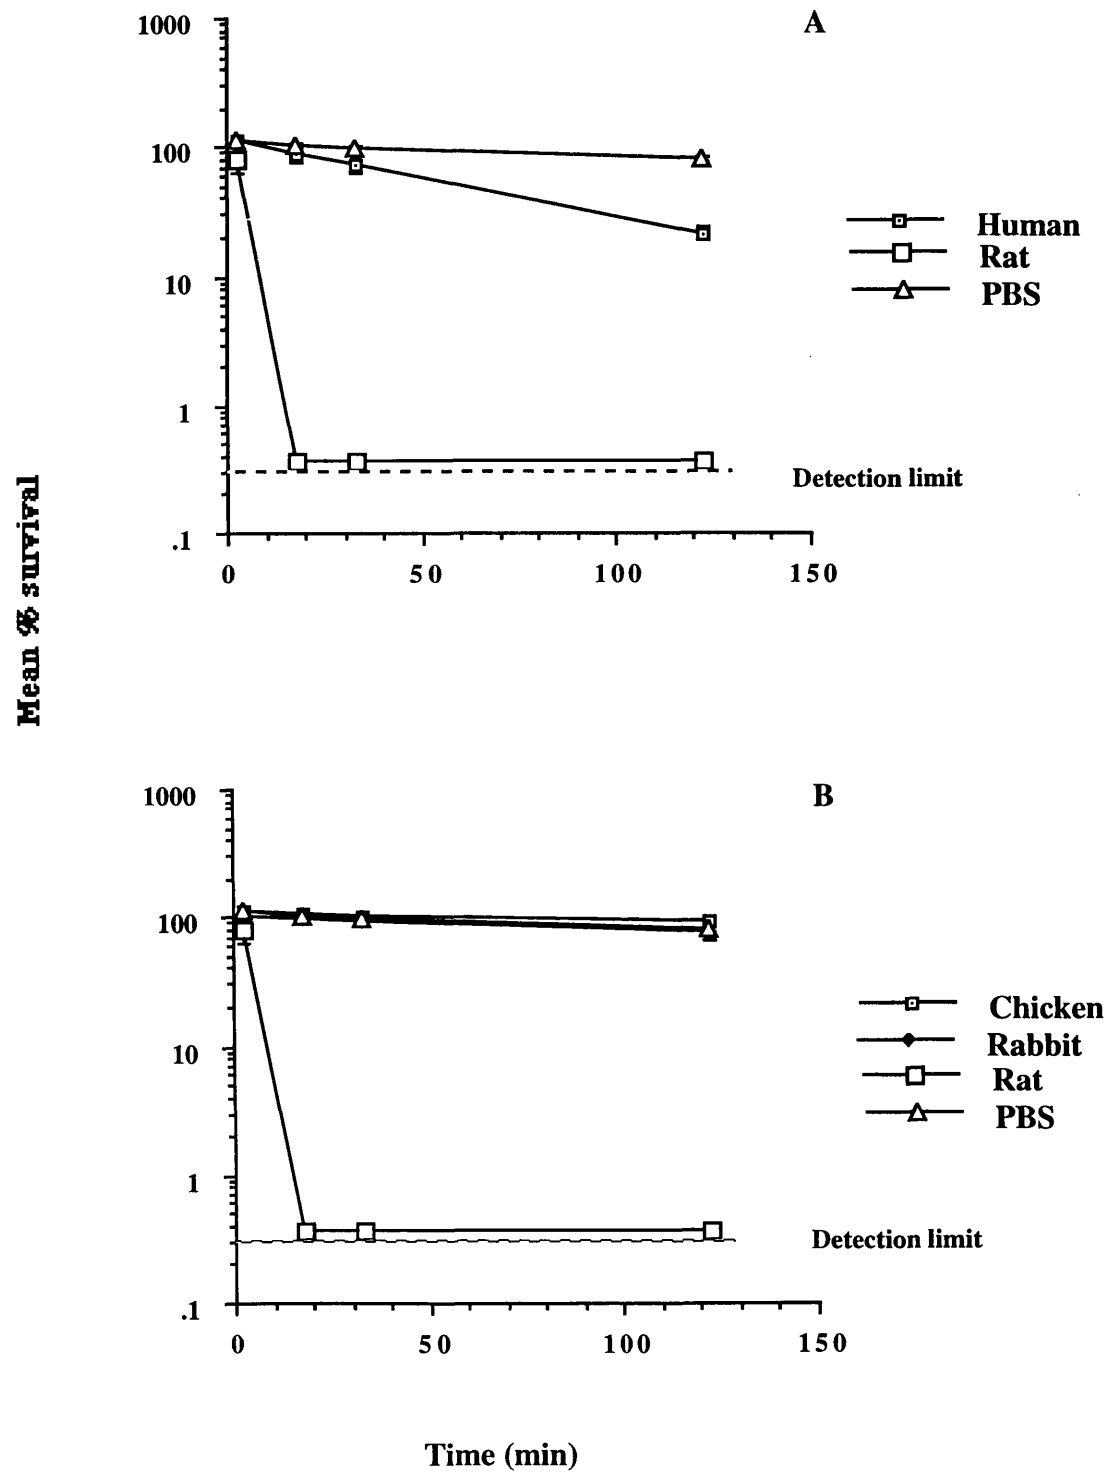 A
1000
100
10
1
.1
0 50 100 150
Human
Rat
PBS
Detection limit
Mean % survival
B
1000
100
10
1
.1
0 50 100 150
Chicken
Rabbit
Rat
PBS
Detection limit
Time (min)